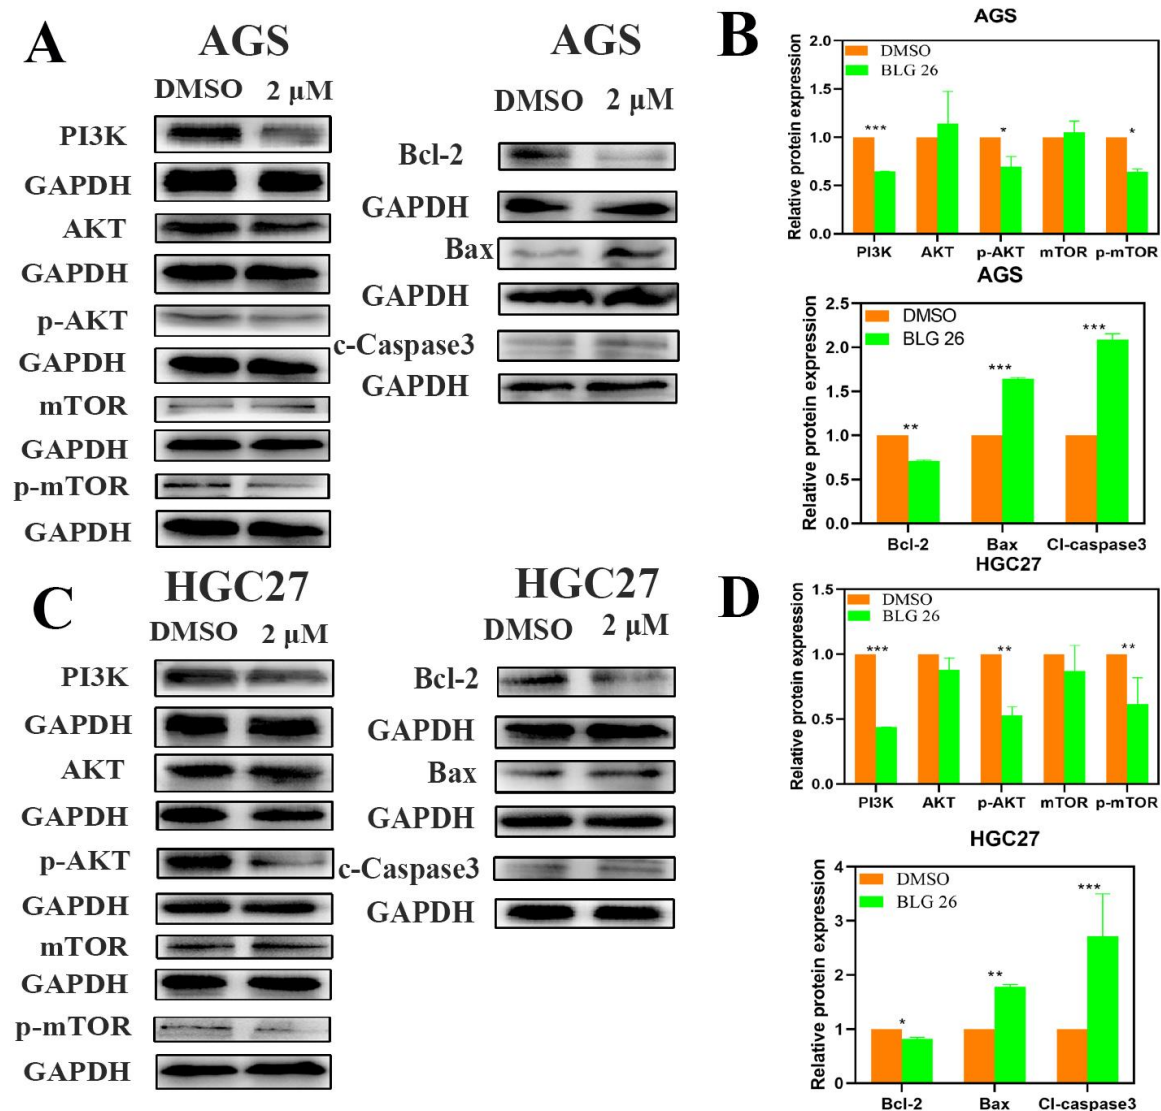 A
AGS
DMSO 2 μM
PI3K
GAPDH
AKT
GAPDH
p-AKT
GAPDH
mTOR
GAPDH
p-mTOR
GAPDH
AGS
DMSO 2 μM
Bcl-2
GAPDH
Bax
GAPDH
c-Caspase3
GAPDH
B
AGS
DMSO
BLG 26
Relative protein expression
2.0
1.5
1.0
0.5
0.0
***
*
*
PI3K AKT p-AKT mTOR p-mTOR
AGS
DMSO
BLG 26
Relative protein expression
2.5
2.0
1.5
1.0
0.5
0.0
**
***
***
Bcl-2 Bax Cl-caspase3
C
HGC27
DMSO 2 μM
PI3K
GAPDH
AKT
GAPDH
p-AKT
GAPDH
mTOR
GAPDH
p-mTOR
GAPDH
HGC27
DMSO 2 μM
Bcl-2
GAPDH
Bax
GAPDH
c-Caspase3
GAPDH
D
HGC27
DMSO
BLG 26
Relative protein expression
1.5
1.0
0.5
0.0
***
**
**
PI3K AKT p-AKT mTOR p-mTOR
HGC27
DMSO
BLG 26
Relative protein expression
4
3
2
1
0
*
**
***
Bcl-2 Bax Cl-caspase3